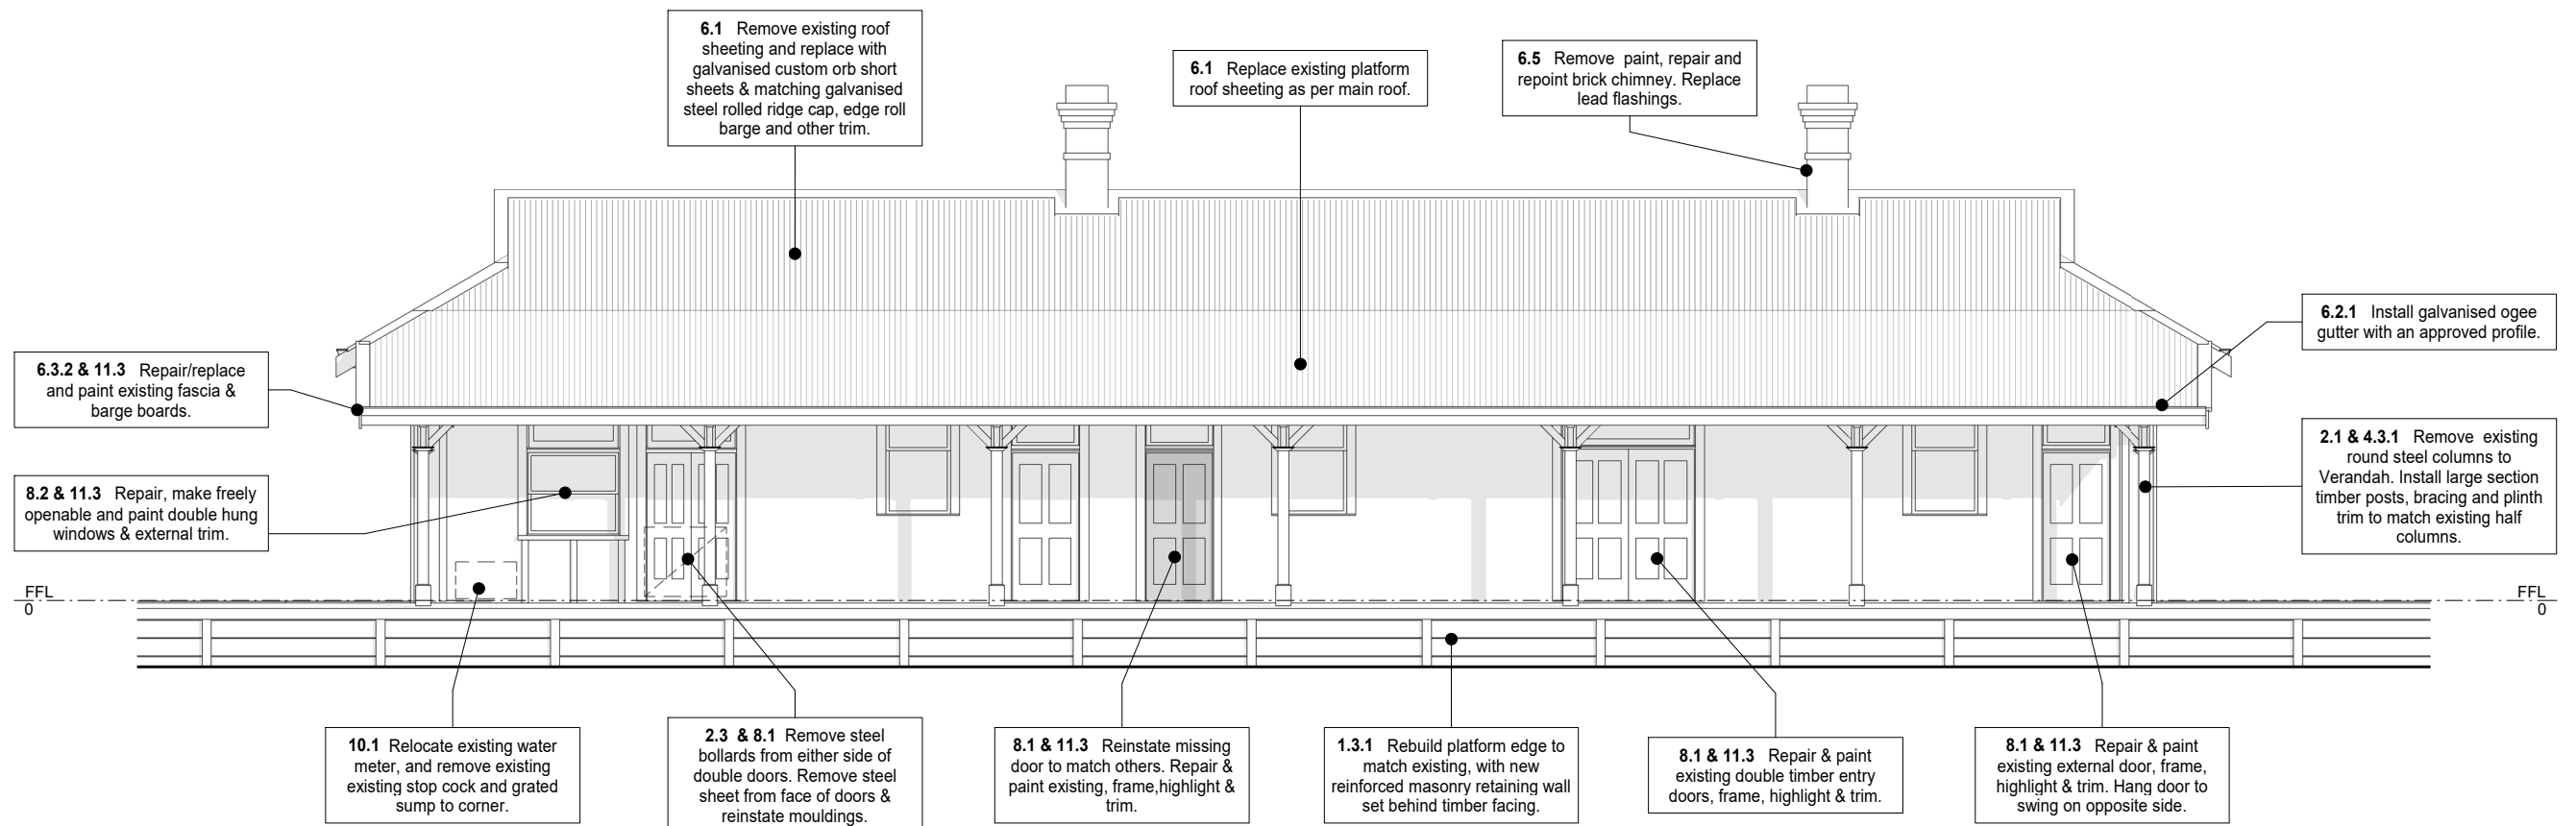 6.1 Remove existing roof
sheeting and replace with
galvanised custom orb short
sheets & matching galvanised
steel rolled ridge cap, edge roll
barge and other trim.
6.1 Replace existing platform
roof sheeting as per main roof.
6.5 Remove paint, repair and
repoint brick chimney. Replace
lead flashings.
6.2.1 Install galvanised ogee
gutter with an approved profile.
6.3.2 & 11.3 Repair/replace
and paint existing fascia &
barge boards.
2.1 & 4.3.1 Remove existing
round steel columns to
Verandah. Install large section
timber posts, bracing and plinth
trim to match existing half
columns.
8.2 & 11.3 Repair, make freely
openable and paint double hung
windows & external trim.
FFL
0
FFL
0
10.1 Relocate existing water
meter, and remove existing
existing stop cock and grated
sump to corner.
2.3 & 8.1 Remove steel
bollards from either side of
double doors. Remove steel
sheet from face of doors &
reinstate mouldings.
8.1 & 11.3 Reinstate missing
door to match others. Repair &
paint existing, frame,highlight &
trim.
1.3.1 Rebuild platform edge to
match existing, with new
reinforced masonry retaining wall
set behind timber facing.
8.1 & 11.3 Repair & paint
existing double timber entry
doors, frame, highlight & trim.
8.1 & 11.3 Repair & paint
existing external door, frame,
highlight & trim. Hang door to
swing on opposite side.